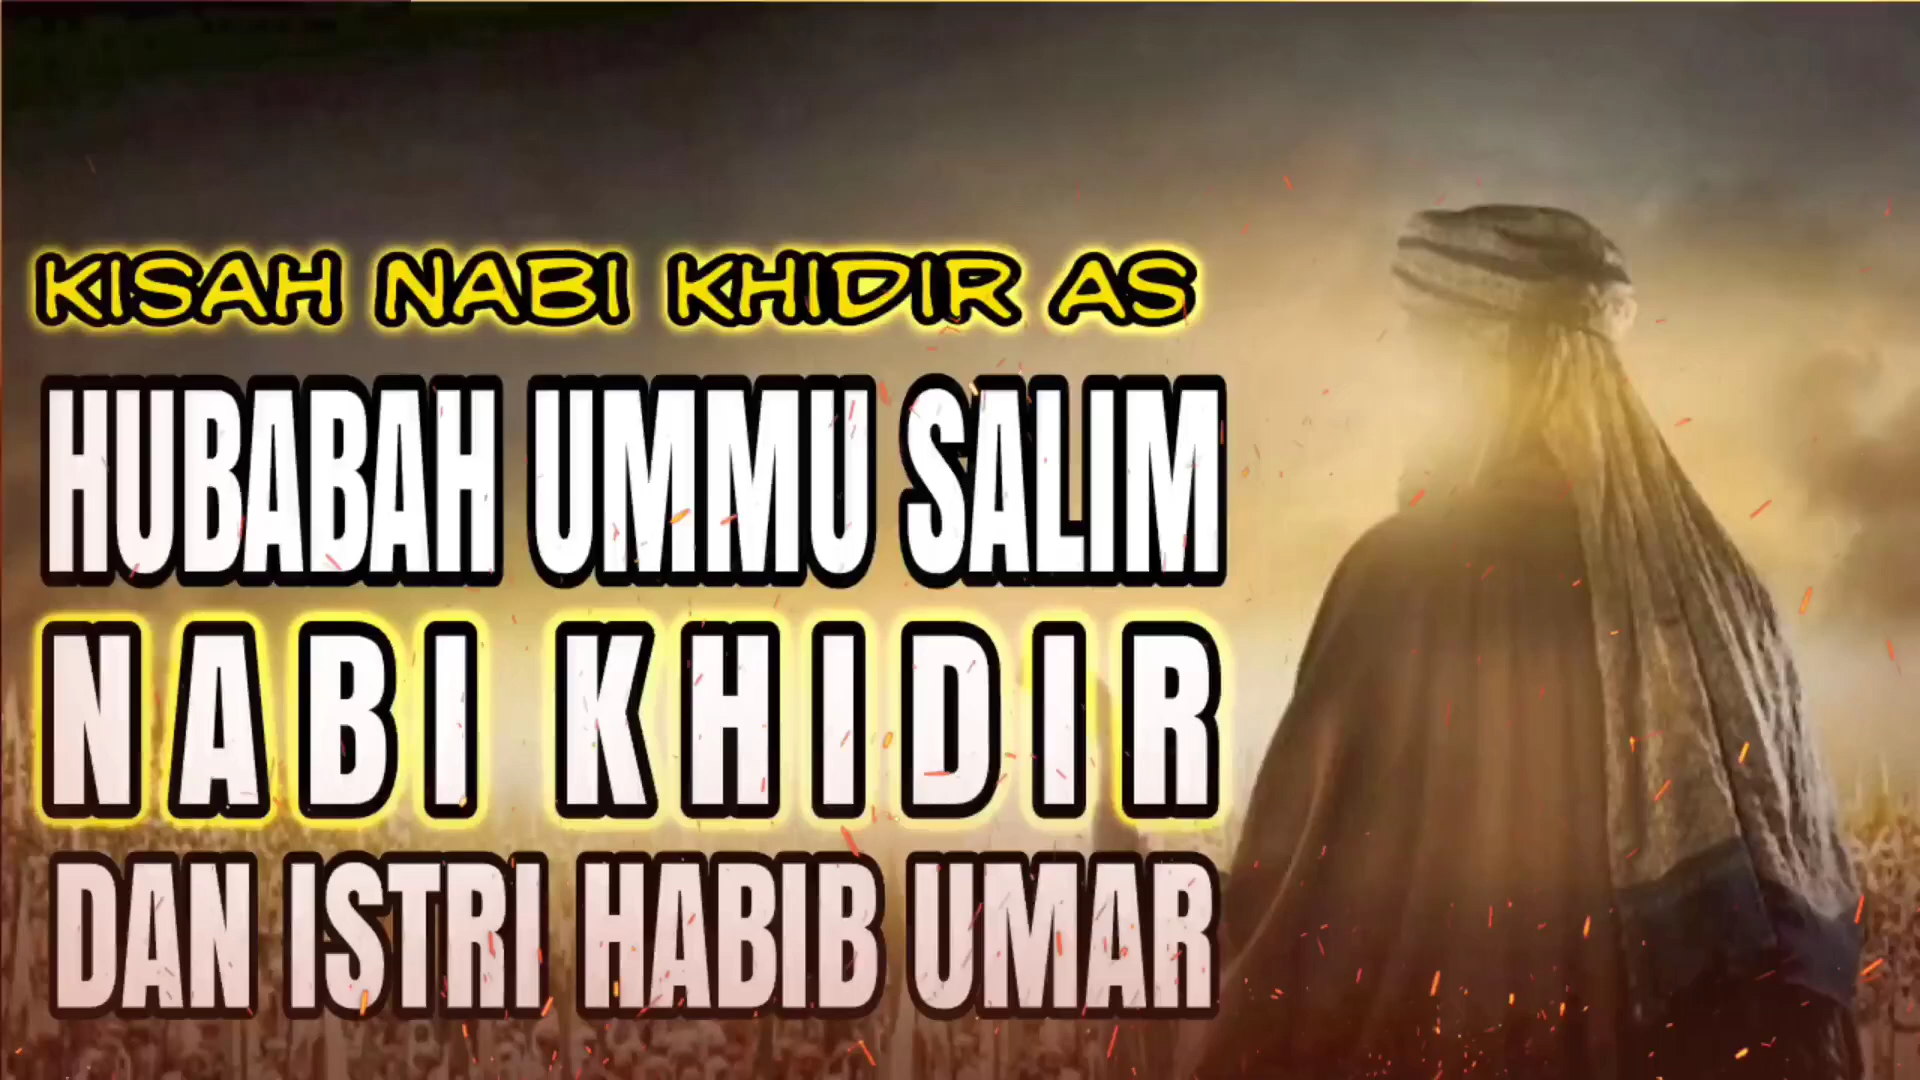 KISAH NABI KHIDIR AS
HUBABAH UMMU SALIM
NABI KHIDIR
DAN ISTRI HABIB UMAR